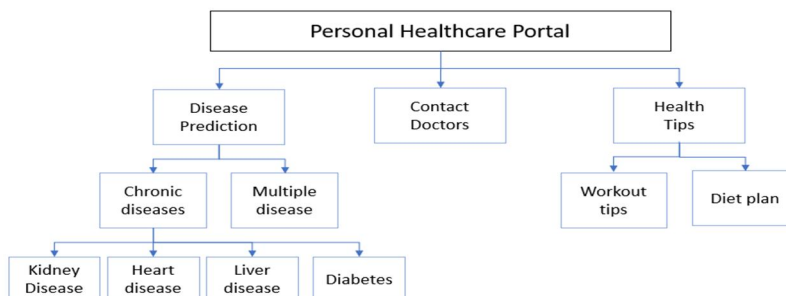 Personal Healthcare Portal
Disease
Prediction
Contact
Doctors
Health
Tips
Chronic
diseases
Multiple
disease
Workout
tips
Diet plan
Kidney
Disease
Heart
disease
Liver
disease
Diabetes